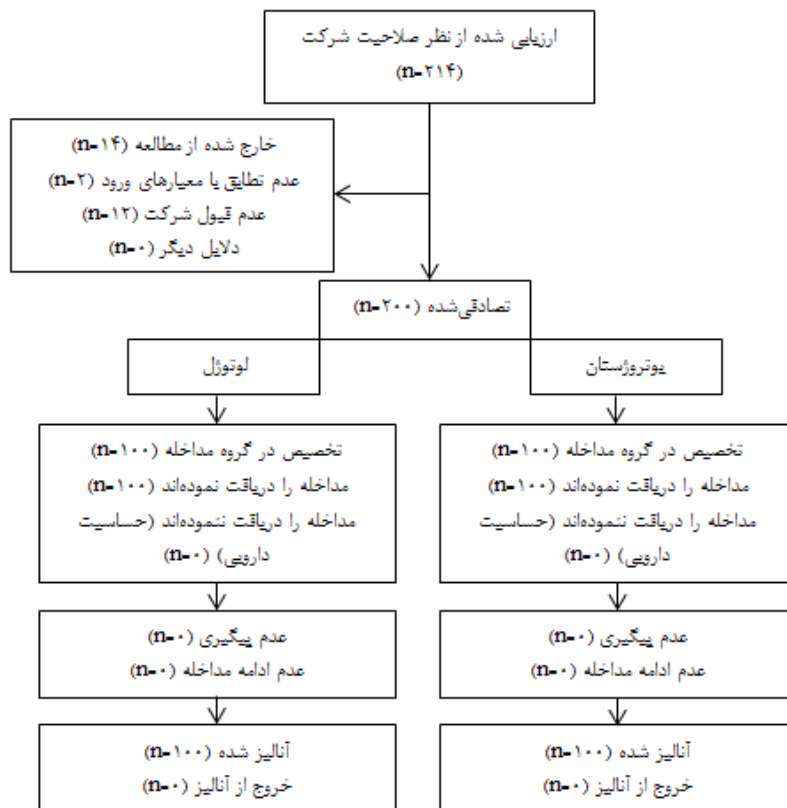 ارزیابی شده از نظر صلاحیت شرکت
(n=۲۱۴)
خارج شده از مطالعه (n=۱۴)
عدم تطابق با معیارهای ورود (n=۲)
عدم قبول شرکت (n=۱۲)
دلایل دیگر (n=۰)
تصادفی‌شده (n=۲۰۰)
یوتروژستان
لوتوژل
تخصیص در گروه مداخله (n=۱۰۰)
مداخله را دریافت نموده‌اند (n=۱۰۰)
مداخله را دریافت ننموده‌اند (حساسیت
دارویی) (n=۰)
تخصیص در گروه مداخله (n=۱۰۰)
مداخله را دریافت نموده‌اند (n=۱۰۰)
مداخله را دریافت ننموده‌اند (حساسیت
دارویی) (n=۰)
عدم پیگیری (n=۰)
عدم ادامه مداخله (n=۰)
عدم پیگیری (n=۰)
عدم ادامه مداخله (n=۰)
آنالیز شده (n=۱۰۰)
خروج از آنالیز (n=۰)
آنالیز شده (n=۱۰۰)
خروج از آنالیز (n=۰)